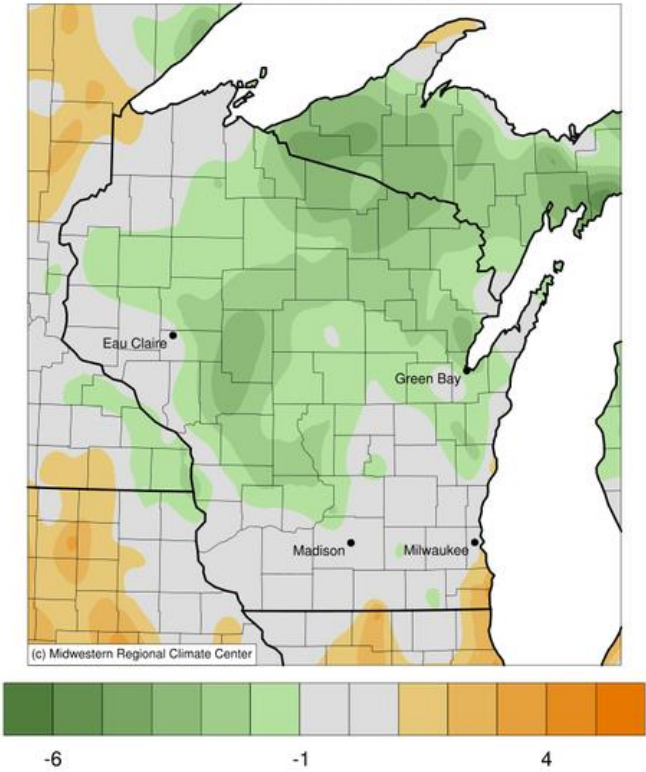 Eau Claire
Green Bay
Madison
Milwaukee
(c) Midwestern Regional Climate Center
-6
-1
4